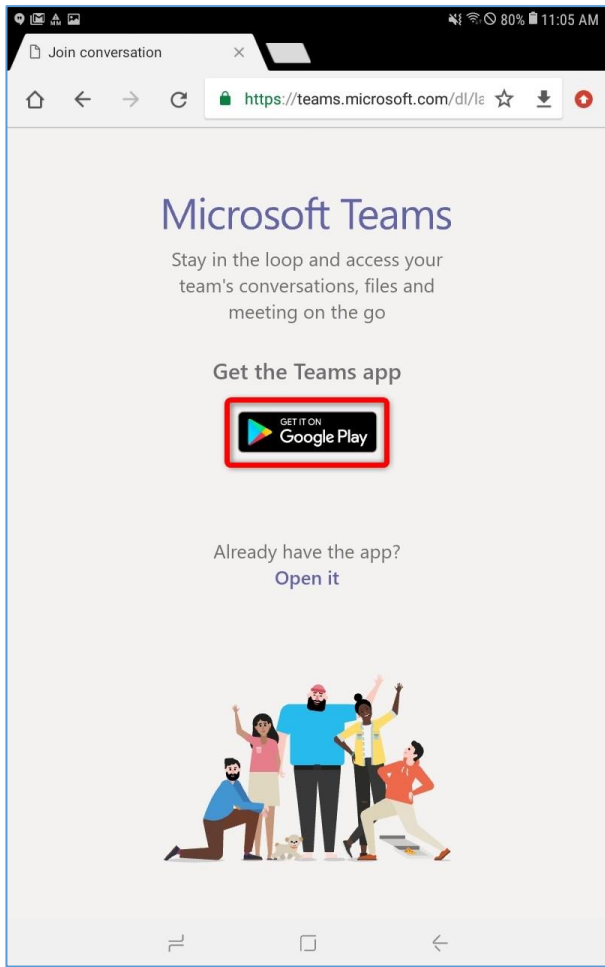 80% 11:05 AM
Join conversation
https://teams.microsoft.com/dl/la
Microsoft Teams
Stay in the loop and access your
team's conversations, files and
meeting on the go
Get the Teams app
GET IT ON
Google Play
Already have the app?
Open it